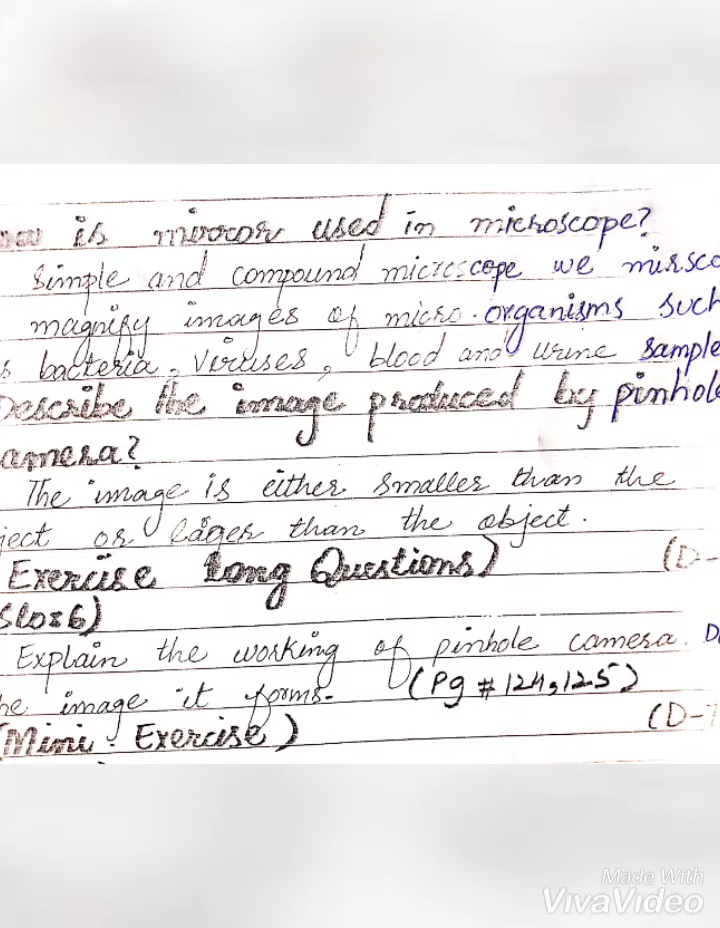 is mirror used in microscope?
Simple and compound microscope we
magnify images of micro-organisms such
bacteria, Viruses, blood and urine sample
Describe the image produced by pinhole
camera?
The image is either smaller than the
ject or lager than the object.
Exercise Long Questions) (D-
Slo:6)
Explain the working of pinhole camera.
he image it forms. (Pg # 124,125)
(Mini Exercise) (D-
Made With
VivaVideo